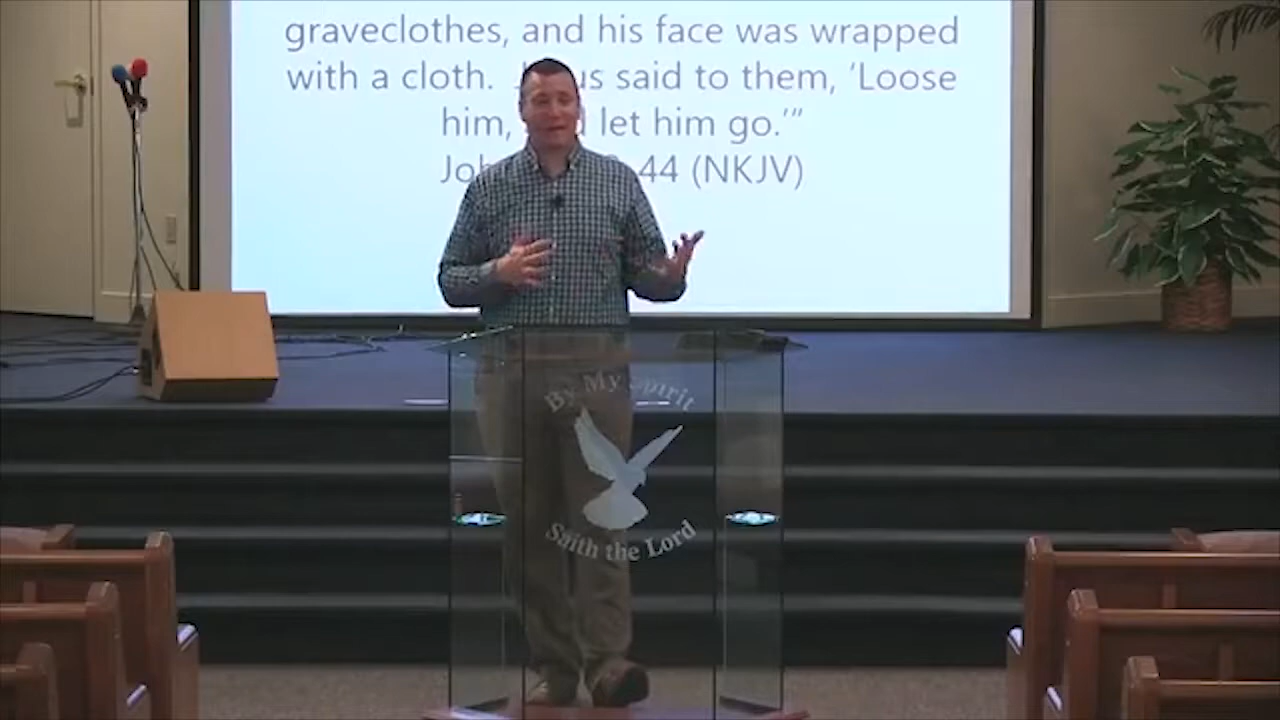 graveclothes, and his face was wrapped
with a cloth. said to them, ‘Loose
him, let him go.’”
44 (NKJV)
By My Spirit
Saith the Lord